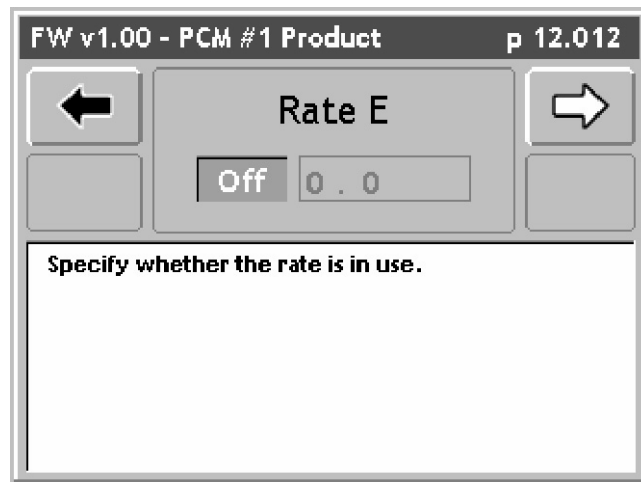 FW v1.00 - PCM #1 Product p 12.012
Rate E
Off 0 . 0
Specify whether the rate is in use.